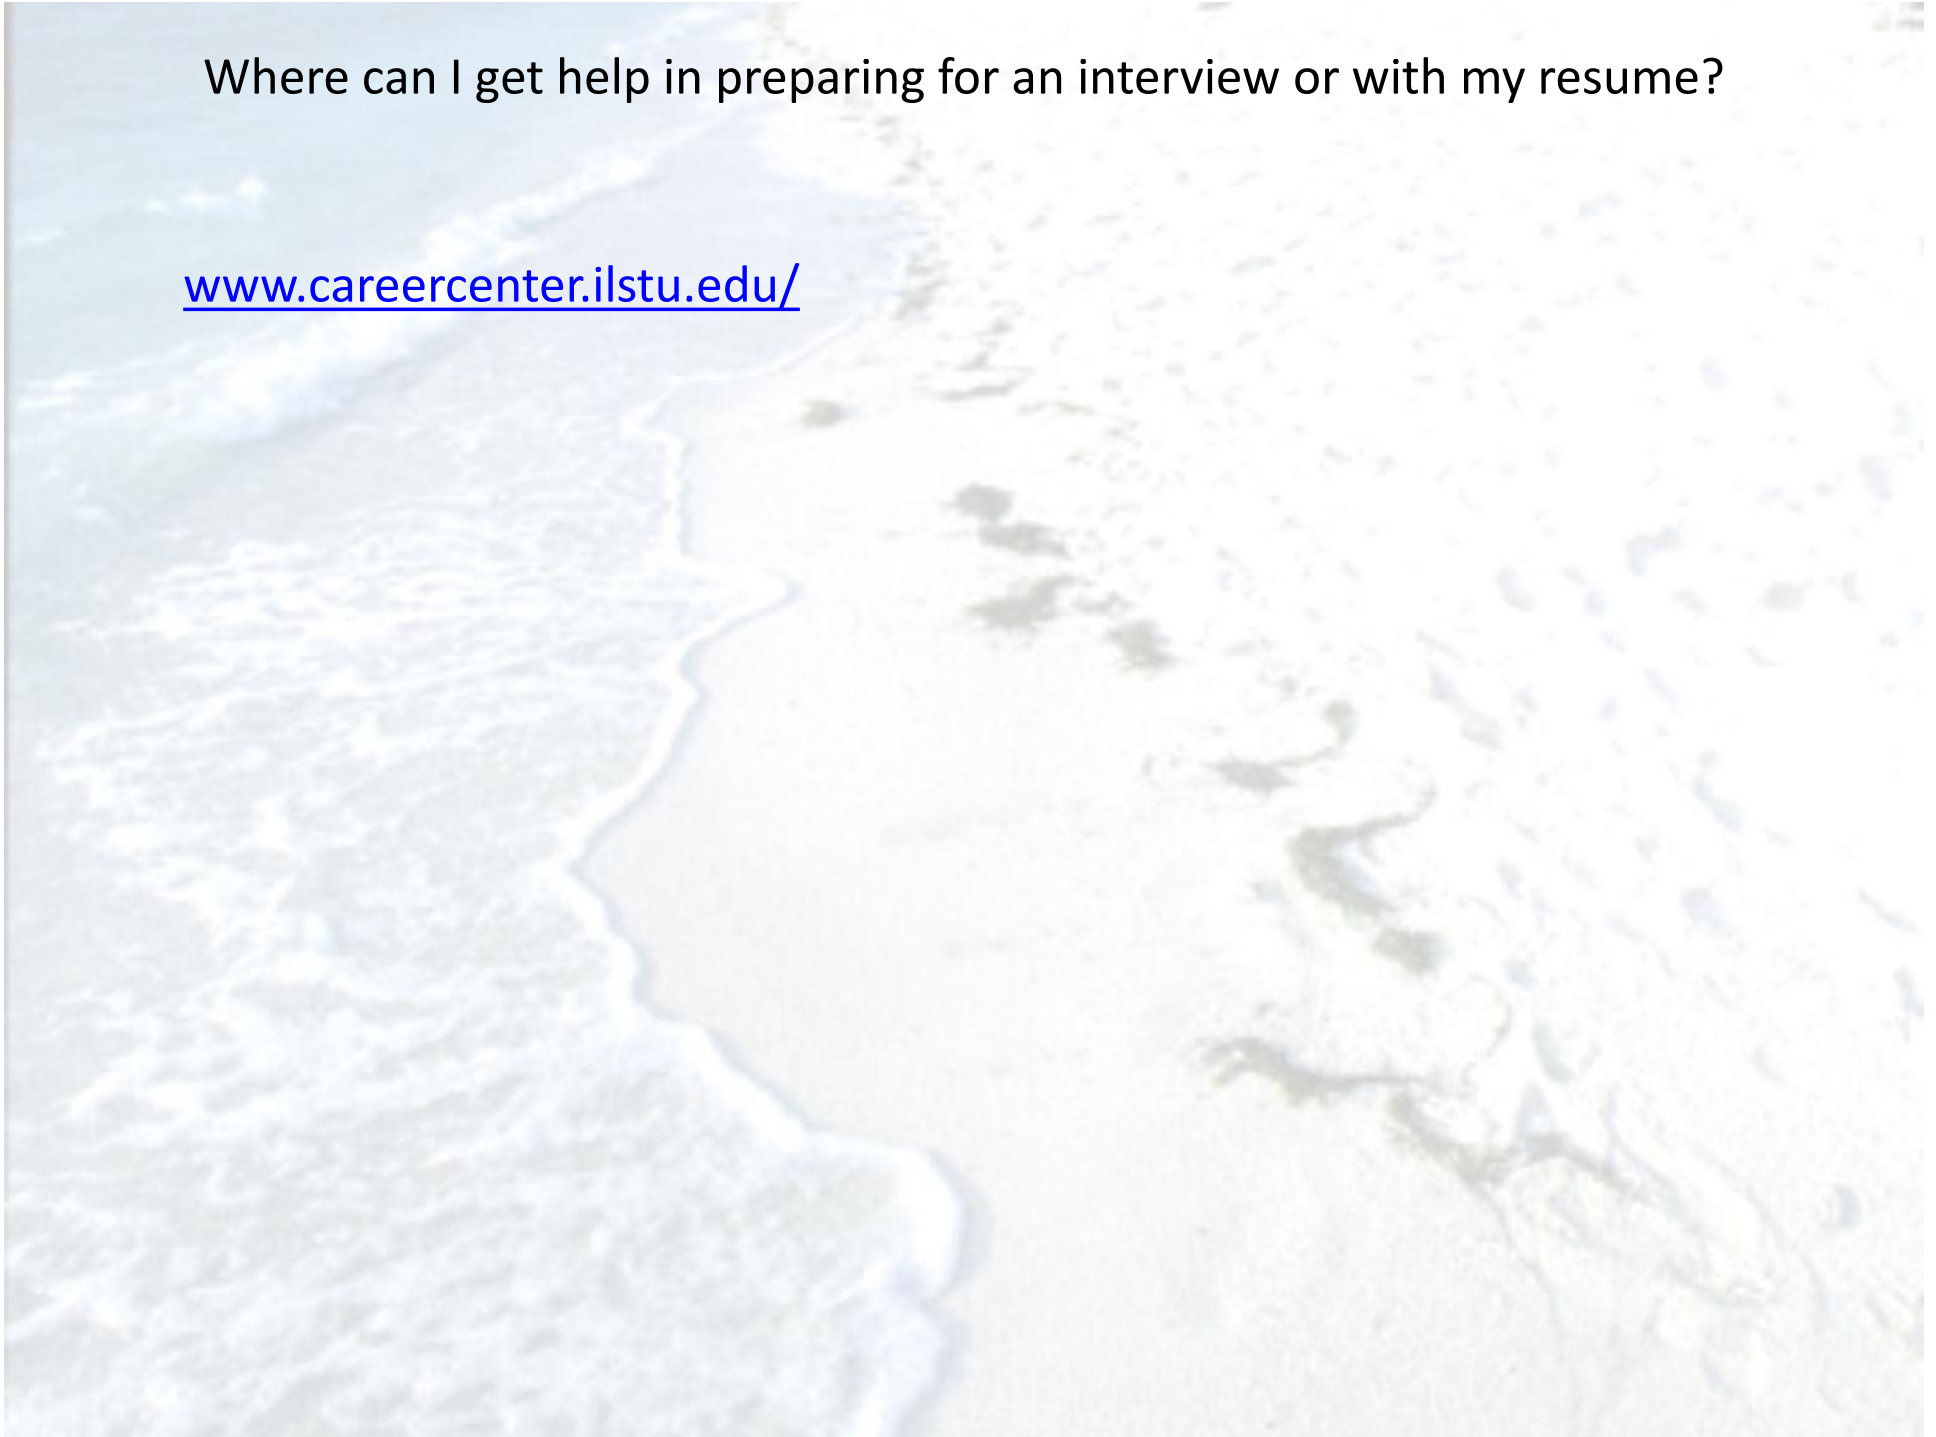 Where can I get help in preparing for an interview or with my resume?
www.careercenter.ilstu.edu/